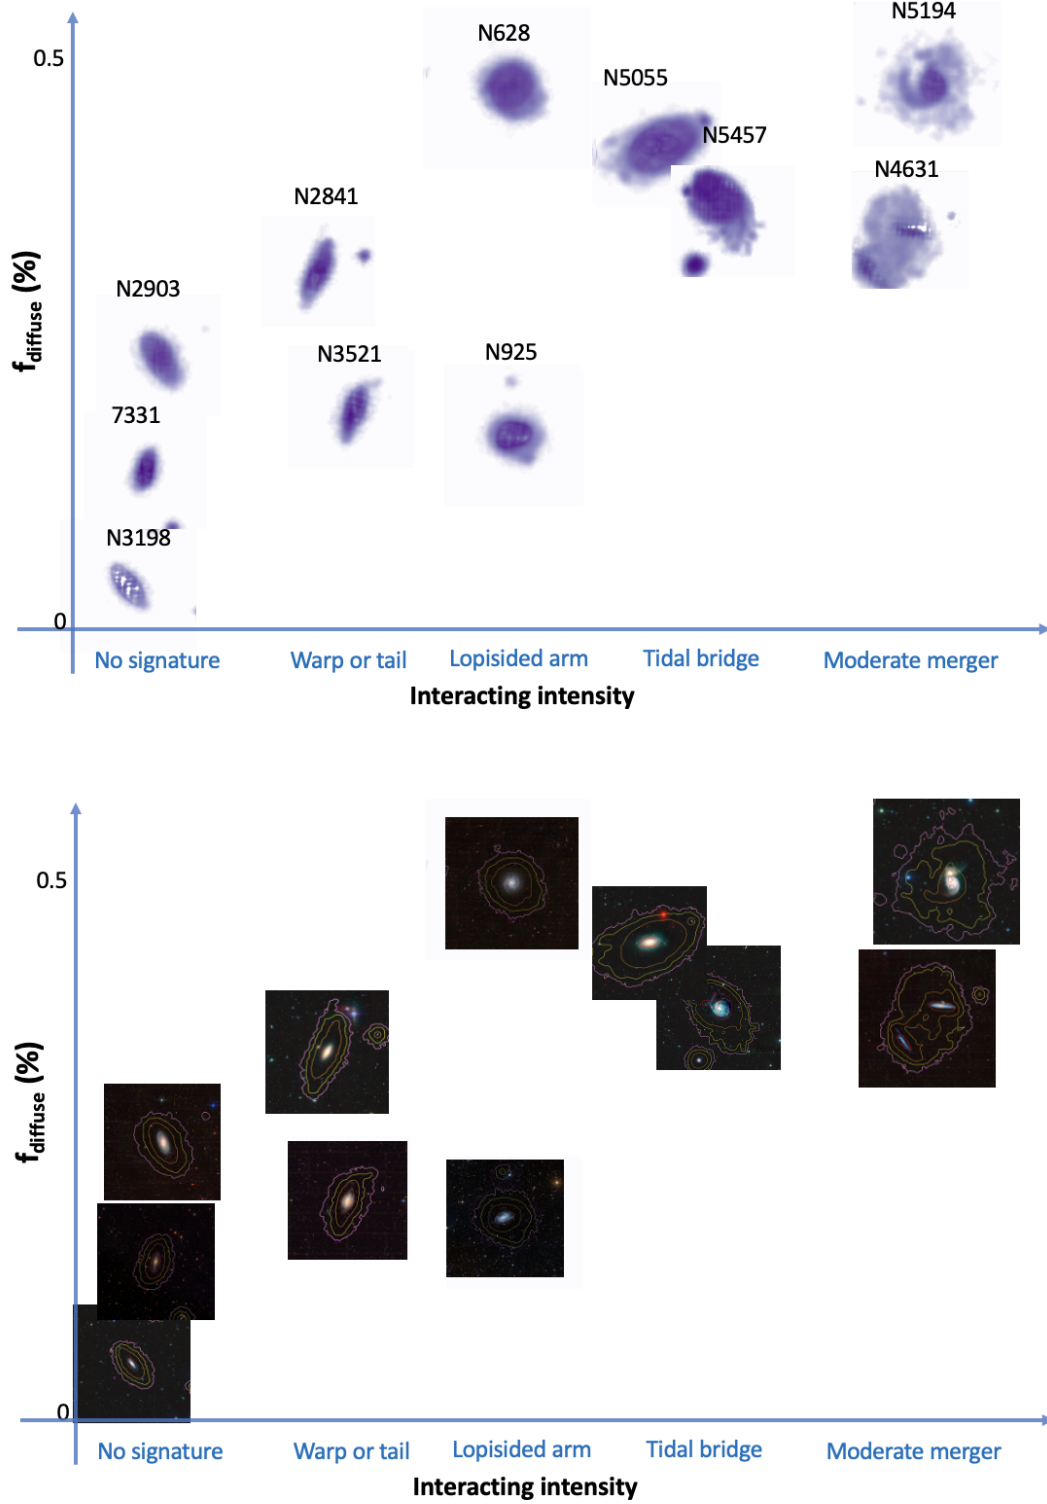 N5194
N628
0.5
N5055
N5457
N4631
N2841
f_diffuse (%)
N2903
N3521
N925
7331
N3198
0
No signature
Warp or tail
Lopisided arm
Tidal bridge
Moderate merger
Interacting intensity
0.5
f_diffuse (%)
0
No signature
Warp or tail
Lopisided arm
Tidal bridge
Moderate merger
Interacting intensity